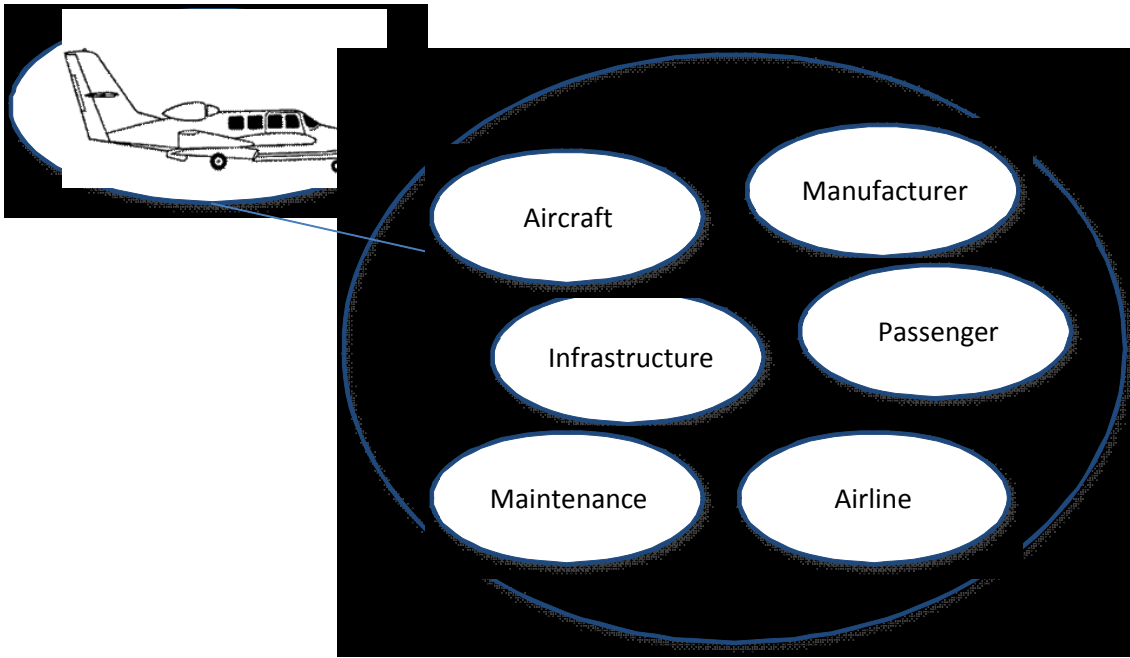 Aircraft
Manufacturer
Infrastructure
Passenger
Maintenance
Airline